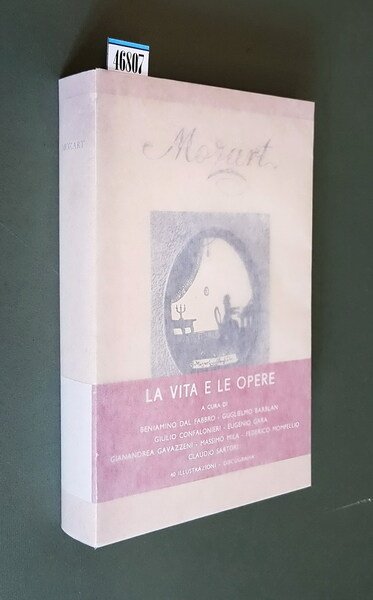 46807
MOZART
Mozart
LA VITA E LE OPERE
A CURA DI
BENIAMINO DAL FABBRO - GUGLIELMO BARBLAN
GIULIO CONFALONIERI - EUGENIO GARA
GIANANDREA GAVAZZENI - MASSIMO MILA - FEDERICO MOMPELLIO
CLAUDIO SARTORI
40 ILLUSTRAZIONI - DISCOGRAFIA